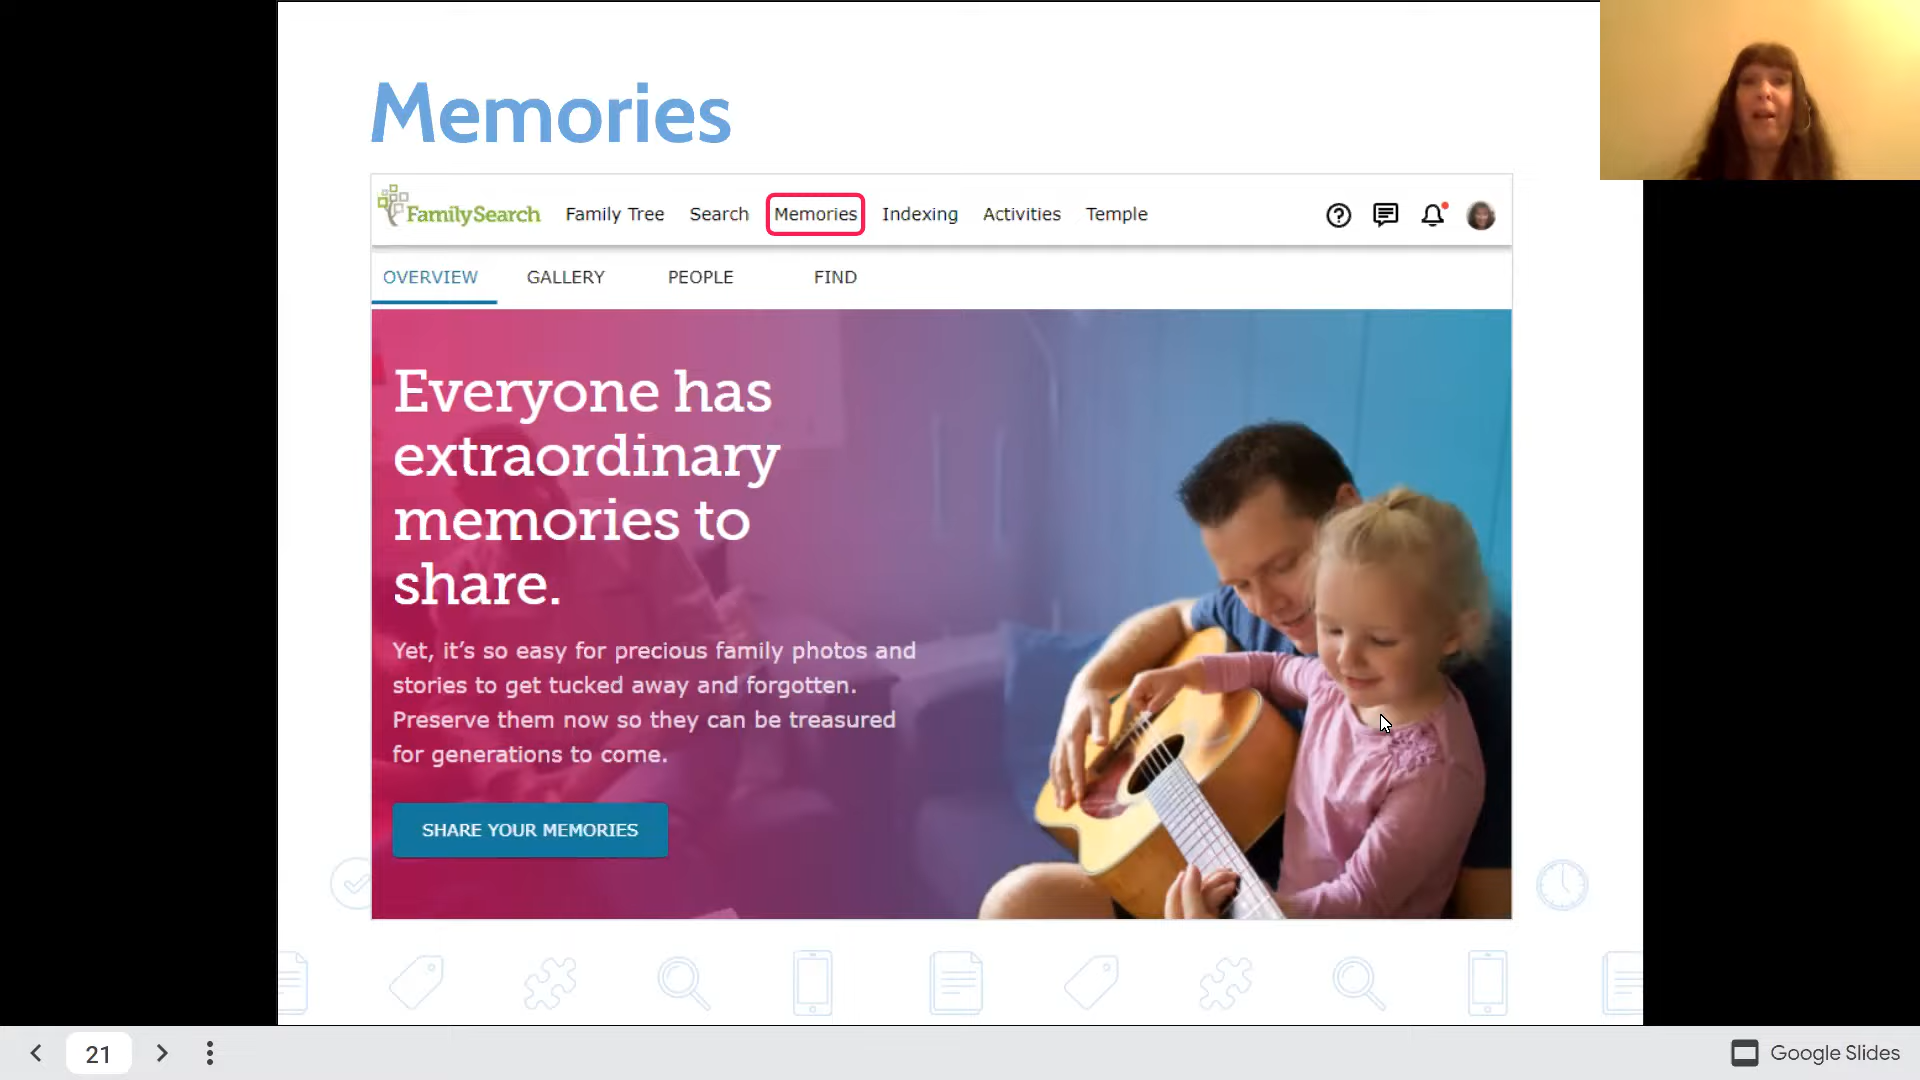 Memories
FamilySearch Family Tree Search Memories Indexing Activities Temple
OVERVIEW GALLERY PEOPLE FIND
Everyone has
extraordinary
memories to
share.
Yet, it’s so easy for precious family photos and
stories to get tucked away and forgotten.
Preserve them now so they can be treasured
for generations to come.
SHARE YOUR MEMORIES
21 Google Slides